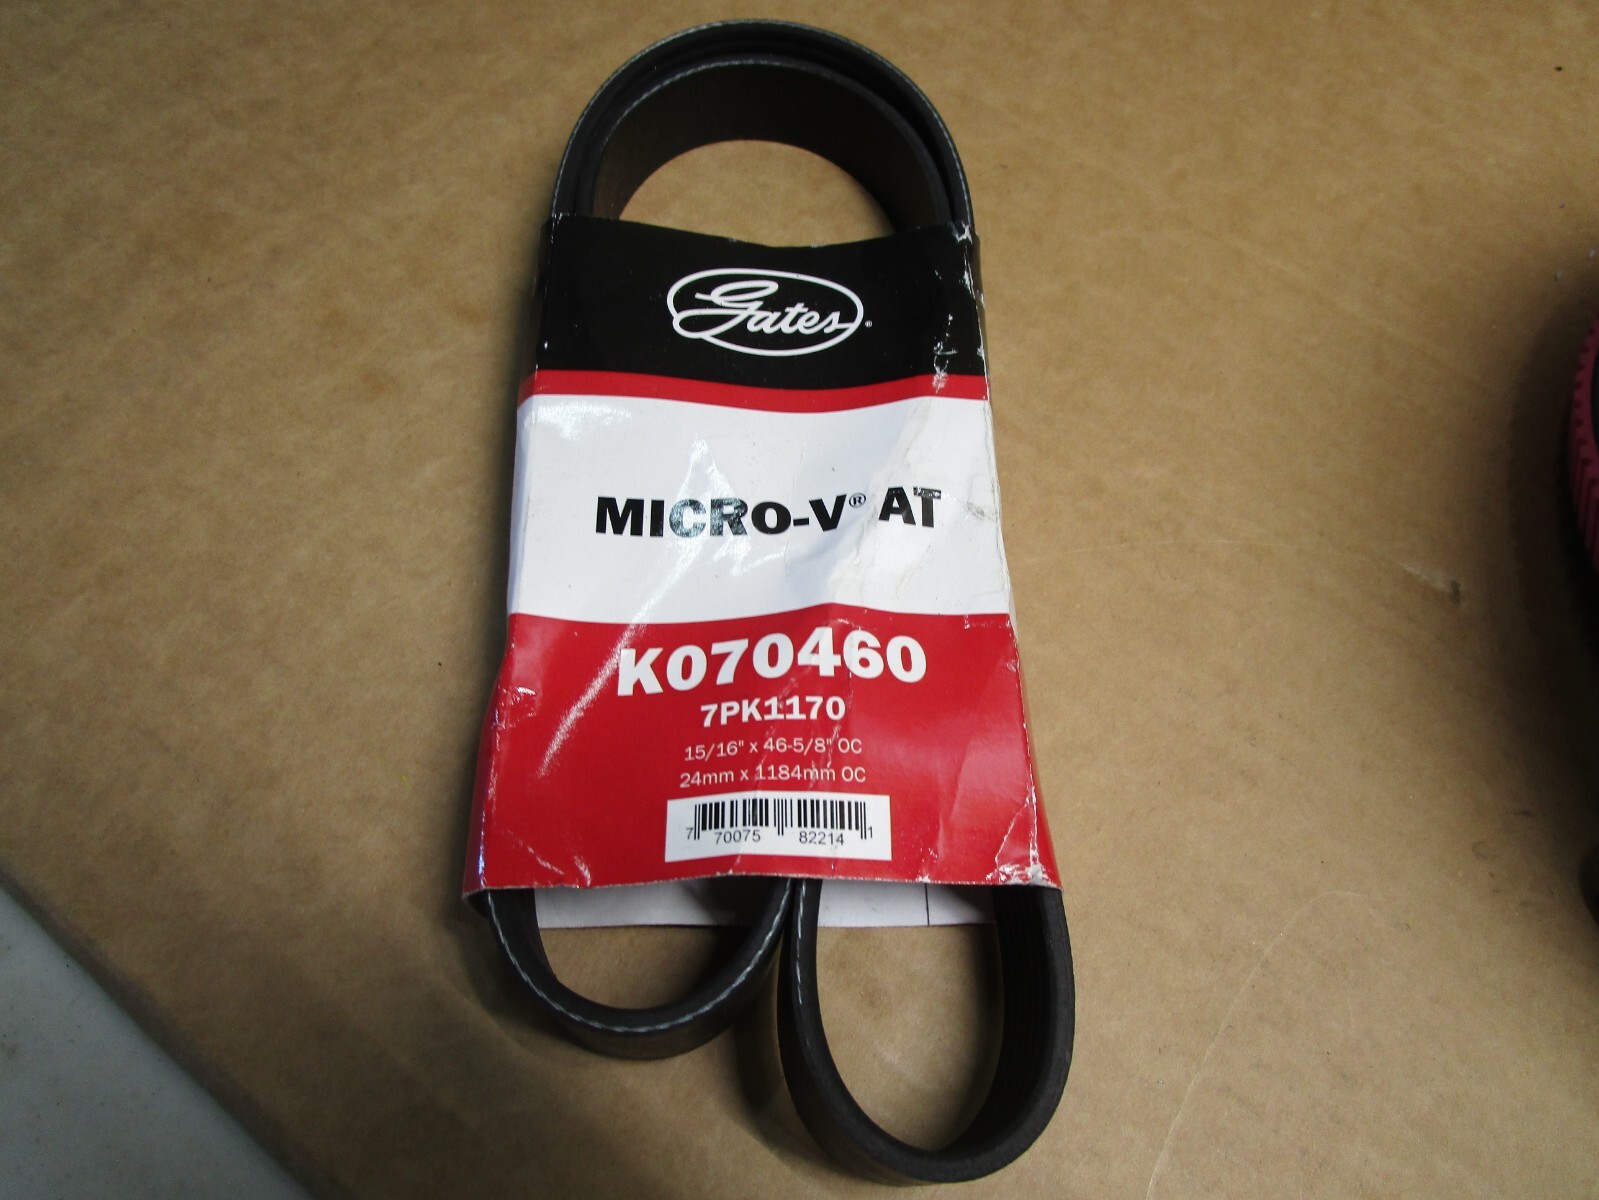 Gates®
MICRO-V® AT
K070460
7PK1170
15/16" x 46-5/8" OC
24mm x 1184mm OC
7 70075 82214 1